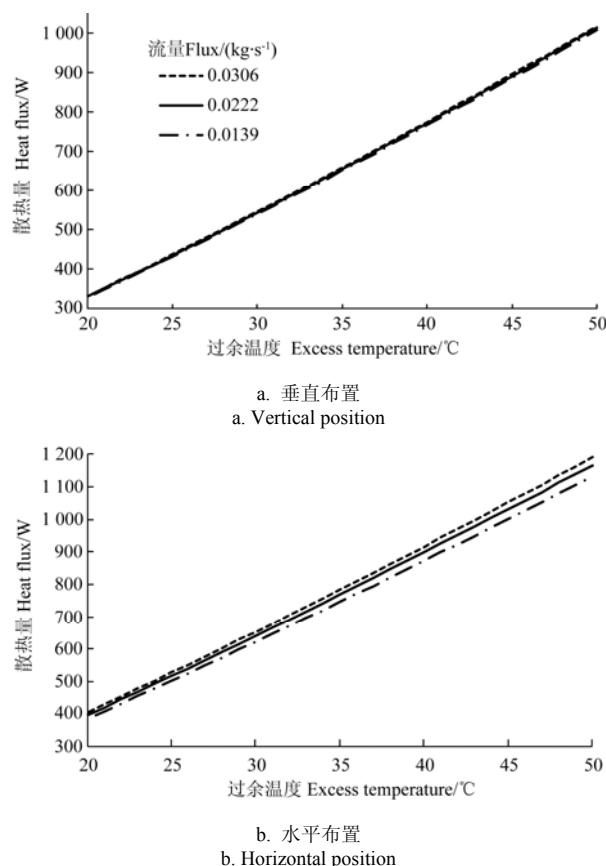 1 000
900
800
700
600
500
400
300
散热量 Heat flux/W
流量Flux/(kg·s⁻¹)
0.0306
0.0222
0.0139
20 25 30 35 40 45 50
过余温度 Excess temperature/℃
a. 垂直布置
a. Vertical position
1 200
1 100
1 000
900
800
700
600
500
400
300
散热量 Heat flux/W
20 25 30 35 40 45 50
过余温度 Excess temperature/℃
b. 水平布置
b. Horizontal position